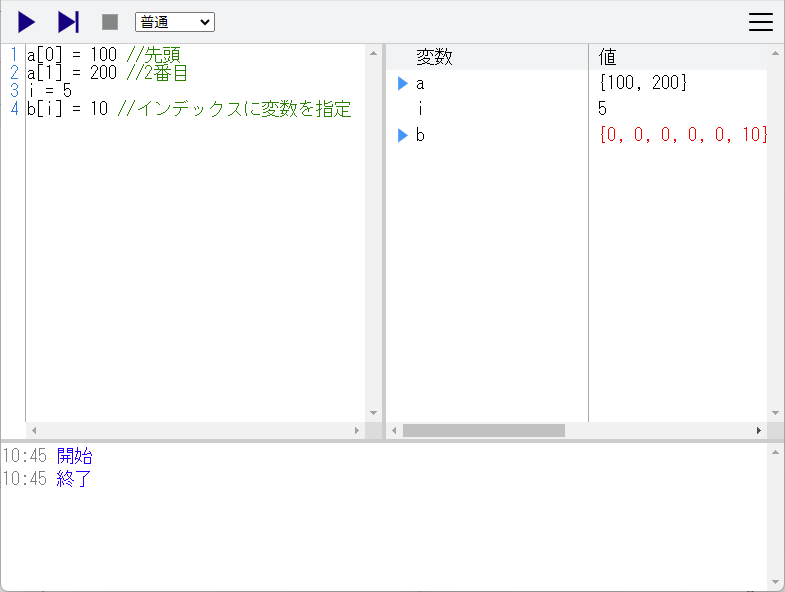 普通
1 a[0] = 100 //先頭
2 a[1] = 200 //2番目
3 i = 5
4 b[i] = 10 //インデックスに変数を指定
変数 値
a {100, 200}
i 5
b {0, 0, 0, 0, 0, 10}
10:45 開始
10:45 終了